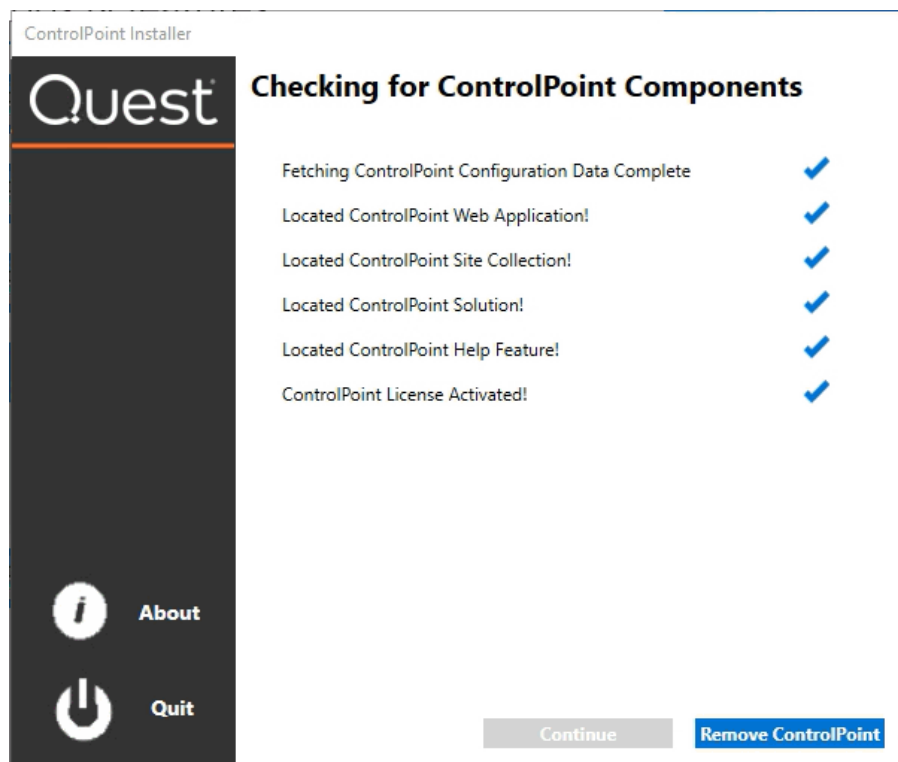 ControlPoint Installer
Quest
Checking for ControlPoint Components
Fetching ControlPoint Configuration Data Complete
Located ControlPoint Web Application!
Located ControlPoint Site Collection!
Located ControlPoint Solution!
Located ControlPoint Help Feature!
ControlPoint License Activated!
About
Quit
Continue
Remove ControlPoint